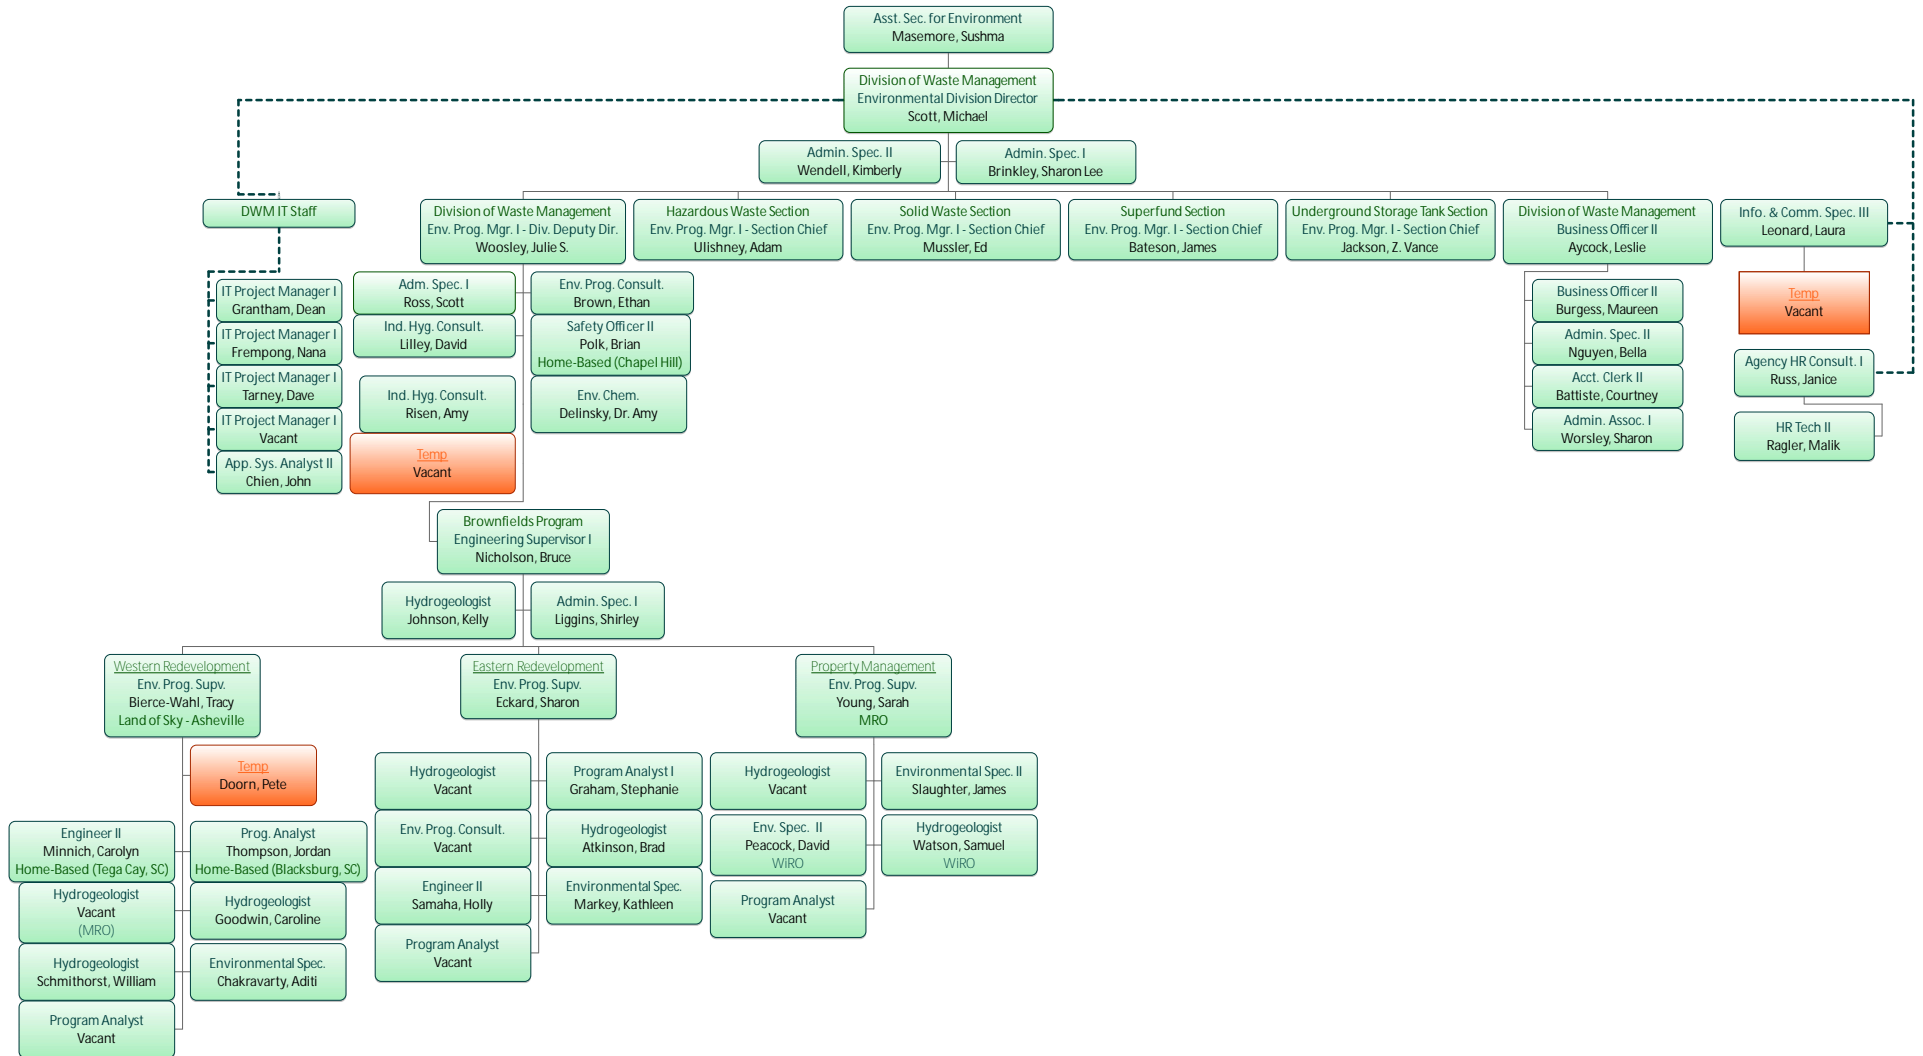 Asst. Sec. for Environment
Masemore, Sushma
Division of Waste Management
Environmental Division Director
Scott, Michael
Admin. Spec. II
Wendell, Kimberly
Admin. Spec. I
Brinkley, Sharon Lee
DWM IT Staff
Division of Waste Management
Env. Prog. Mgr. I - Div. Deputy Dir.
Woosley, Julie S.
Hazardous Waste Section
Env. Prog. Mgr. I - Section Chief
Ulishney, Adam
Solid Waste Section
Env. Prog. Mgr. I - Section Chief
Mussler, Ed
Superfund Section
Env. Prog. Mgr. I - Section Chief
Bateson, James
Underground Storage Tank Section
Env. Prog. Mgr. I - Section Chief
Jackson, Z. Vance
Division of Waste Management
Business Officer II
Aycock, Leslie
Info. & Comm. Spec. III
Leonard, Laura
IT Project Manager I
Grantham, Dean
IT Project Manager I
Frempong, Nana
IT Project Manager I
Tarney, Dave
IT Project Manager I
Vacant
App. Sys. Analyst II
Chien, John
Adm. Spec. I
Ross, Scott
Env. Prog. Consult.
Brown, Ethan
Ind. Hyg. Consult.
Lilley, David
Safety Officer II
Polk, Brian
Home-Based (Chapel Hill)
Ind. Hyg. Consult.
Risen, Amy
Env. Chem.
Delinsky, Dr. Amy
Temp
Vacant
Business Officer II
Burgess, Maureen
Admin. Spec. II
Nguyen, Bella
Acct. Clerk II
Battiste, Courtney
Admin. Assoc. I
Worsley, Sharon
Temp
Vacant
Agency HR Consult. I
Russ, Janice
HR Tech II
Ragler, Malik
Brownfields Program
Engineering Supervisor I
Nicholson, Bruce
Hydrogeologist
Johnson, Kelly
Admin. Spec. I
Liggins, Shirley
Western Redevelopment
Env. Prog. Supv.
Bierce-Wahl, Tracy
Land of Sky - Asheville
Eastern Redevelopment
Env. Prog. Supv.
Eckard, Sharon
Property Management
Env. Prog. Supv.
Young, Sarah
MRO
Temp
Doorn, Pete
Engineer II
Minnich, Carolyn
Home-Based (Tega Cay, SC)
Prog. Analyst
Thompson, Jordan
Home-Based (Blacksburg, SC)
Hydrogeologist
Vacant
(MRO)
Hydrogeologist
Goodwin, Caroline
Hydrogeologist
Schmithorst, William
Environmental Spec.
Chakravarty, Aditi
Program Analyst
Vacant
Hydrogeologist
Vacant
Program Analyst I
Graham, Stephanie
Env. Prog. Consult.
Vacant
Hydrogeologist
Atkinson, Brad
Engineer II
Samaha, Holly
Environmental Spec.
Markey, Kathleen
Program Analyst
Vacant
Hydrogeologist
Vacant
Environmental Spec. II
Slaughter, James
Env. Spec. II
Peacock, David
WiRO
Hydrogeologist
Watson, Samuel
WiRO
Program Analyst
Vacant